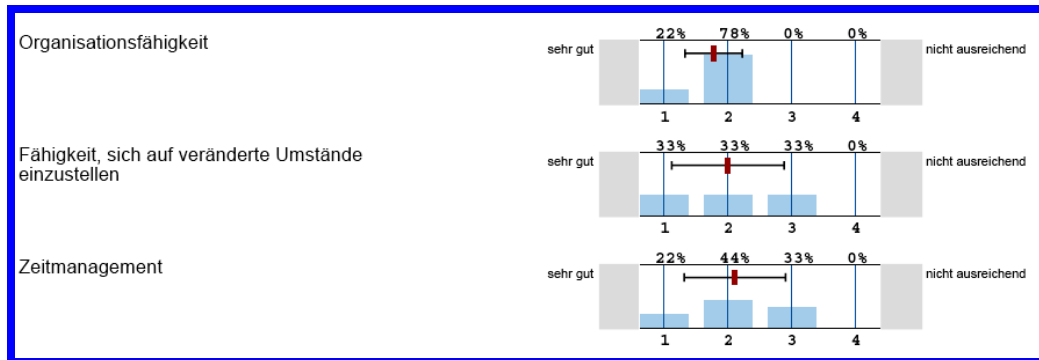 Organisationsfähigkeit
22% 78% 0% 0%
sehr gut nicht ausreichend
1 2 3 4
Fähigkeit, sich auf veränderte Umstände
einzustellen
33% 33% 33% 0%
sehr gut nicht ausreichend
1 2 3 4
Zeitmanagement
22% 44% 33% 0%
sehr gut nicht ausreichend
1 2 3 4